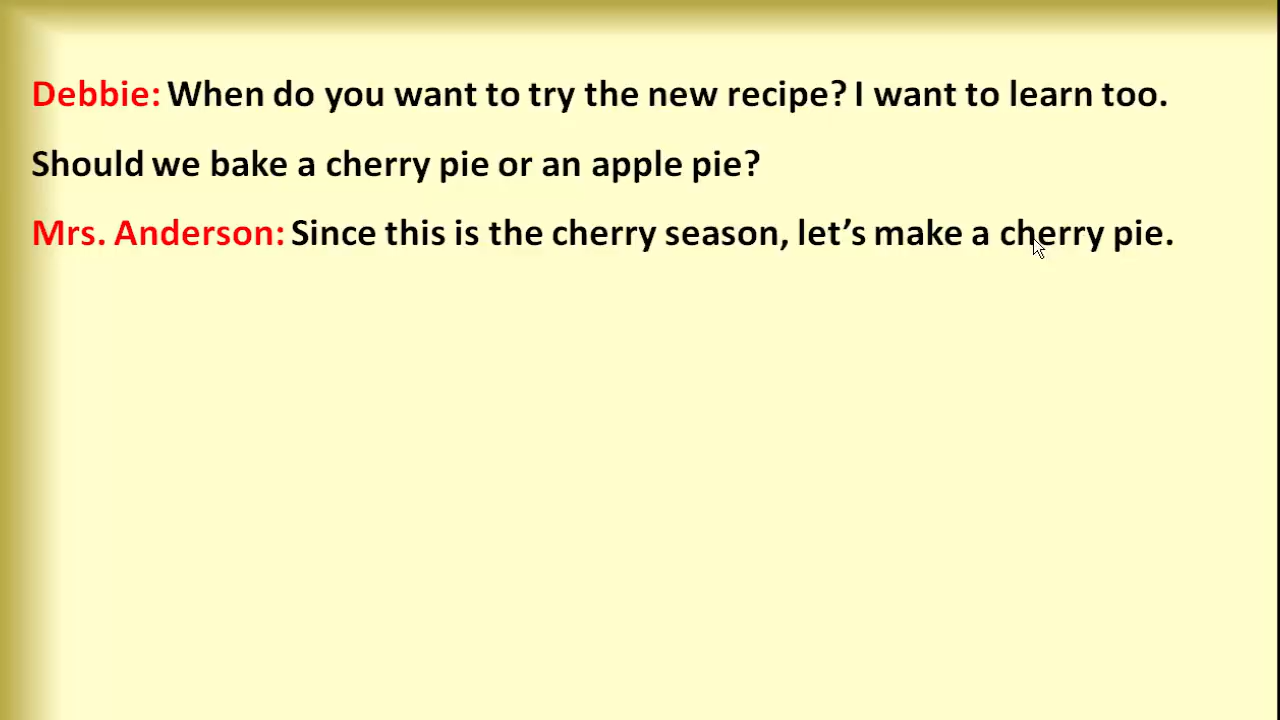 Debbie: When do you want to try the new recipe? I want to learn too.
Should we bake a cherry pie or an apple pie?
Mrs. Anderson: Since this is the cherry season, let’s make a cherry pie.